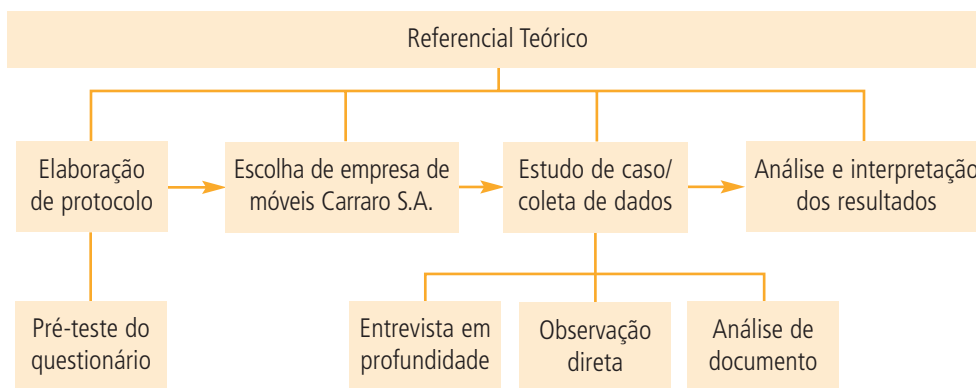 Referencial Teórico
Elaboração
de protocolo
Escolha de empresa de
móveis Carraro S.A.
Estudo de caso/
coleta de dados
Análise e interpretação
dos resultados
Pré-teste do
questionário
Entrevista em
profundidade
Observação
direta
Análise de
documento